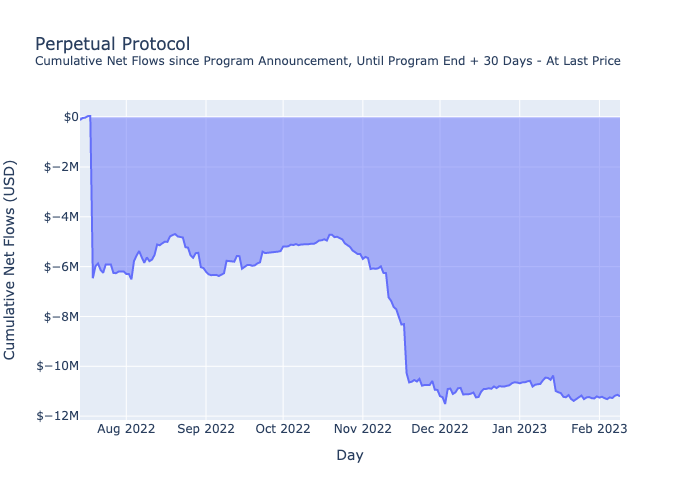 Perpetual Protocol
Cumulative Net Flows since Program Announcement, Until Program End + 30 Days - At Last Price
Cumulative Net Flows (USD)
$0
$−2M
$−4M
$−6M
$−8M
$−10M
$−12M
Aug 2022 Sep 2022 Oct 2022 Nov 2022 Dec 2022 Jan 2023 Feb 2023
Day